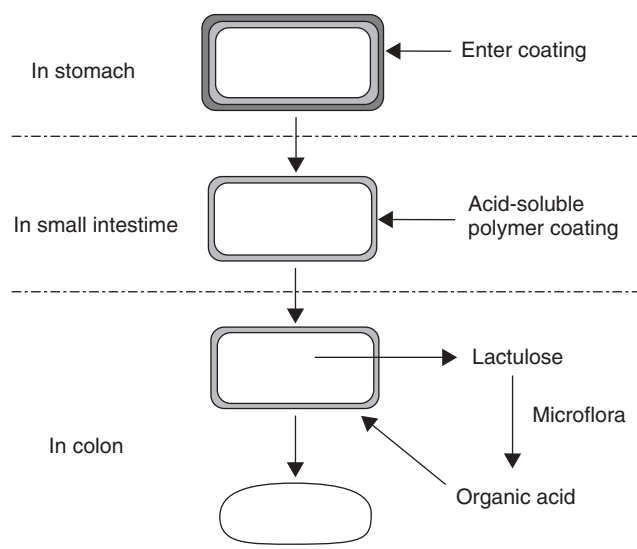 Enter coating
In stomach
Acid-soluble
polymer coating
In small intestime
Lactulose
Microflora
In colon
Organic acid